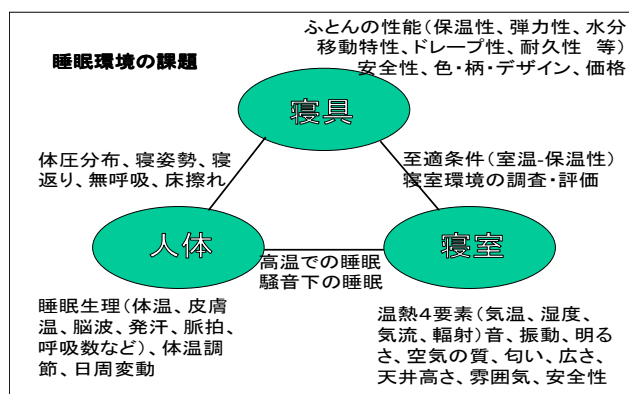 ふとんの性能(保温性、弾力性、水分
移動特性、ドレープ性、耐久性 等)
安全性、色・柄・デザイン、価格
睡眠環境の課題
寝具
体圧分布、寝姿勢、寝
返り、無呼吸、床擦れ
至適条件(室温-保温性)
寝室環境の調査・評価
人体
寝室
高温での睡眠
騒音下の睡眠
睡眠生理(体温、皮膚
温、脳波、発汗、脈拍、
呼吸数など)、体温調
節、日周変動
温熱4要素(気温、湿度、
気流、輻射)音、振動、明る
さ、空気の質、匂い、広さ、
天井高さ、雰囲気、安全性